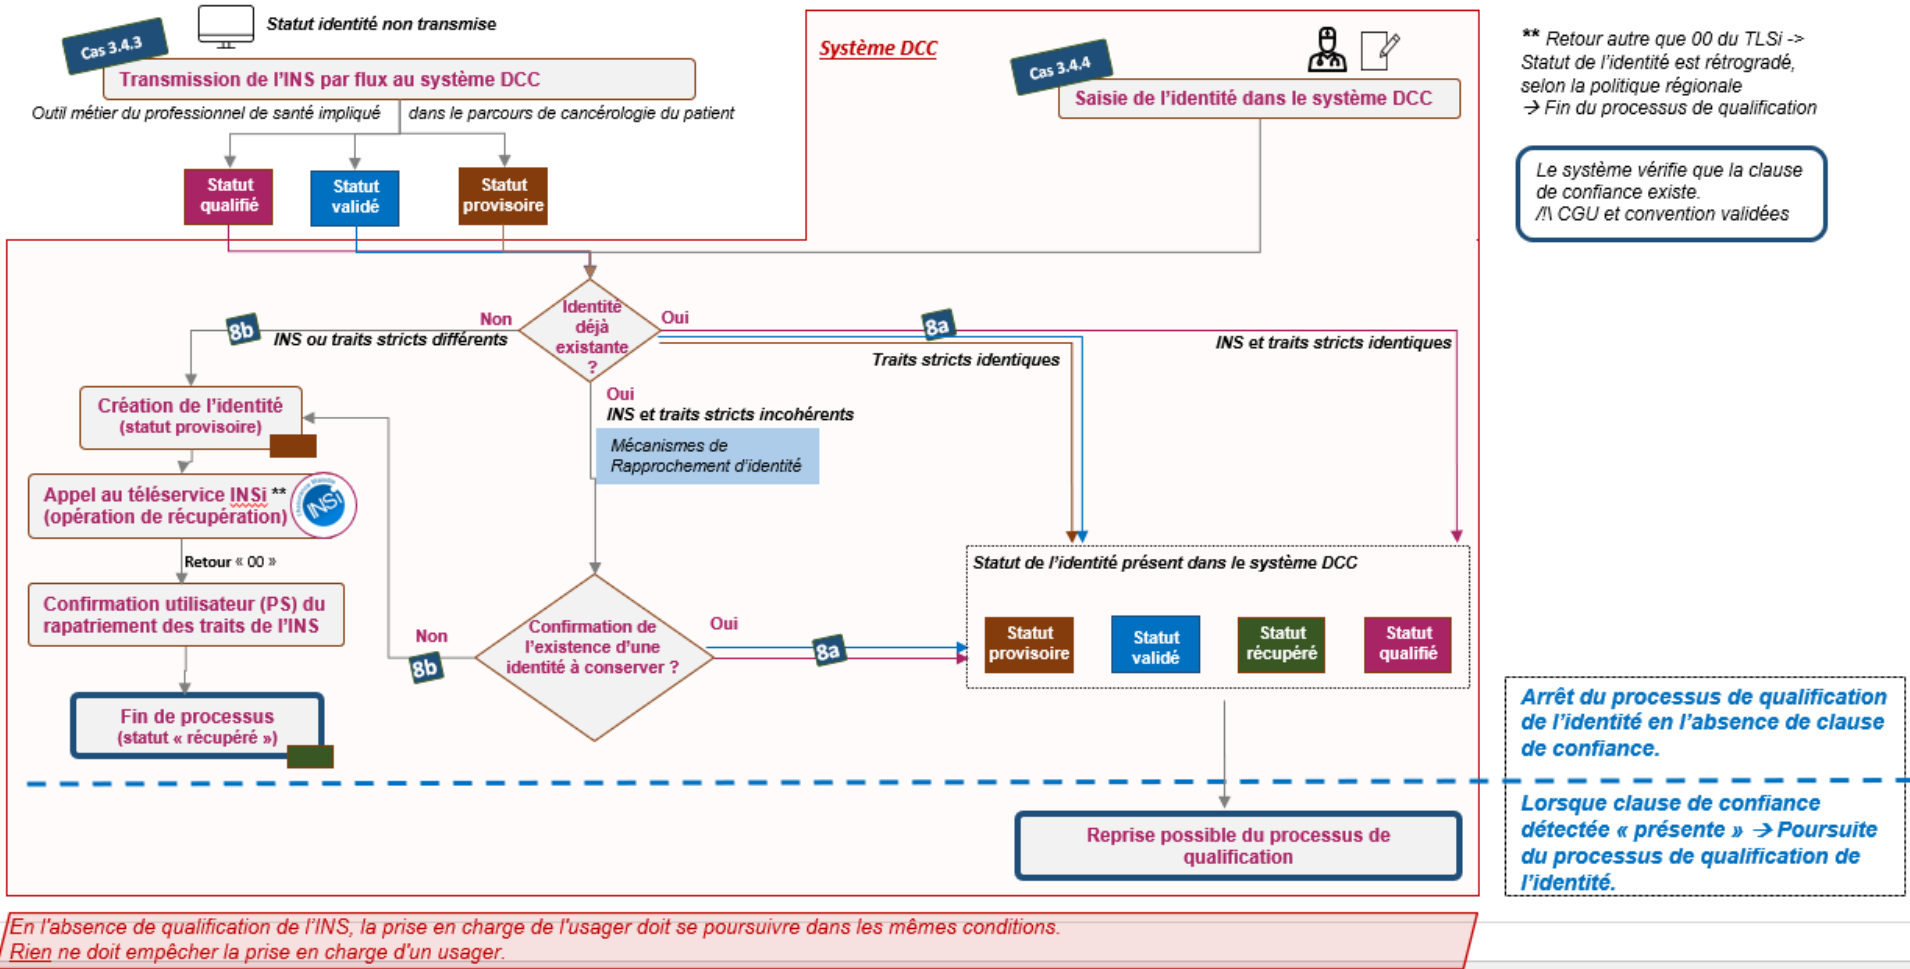 Statut identité non transmise
Cas 3.4.3
Transmission de l'INS par flux au système DCC
Outil métier du professionnel de santé impliqué dans le parcours de cancérologie du patient
Statut
qualifié
Statut
validé
Statut
provisoire
Système DCC
Cas 3.4.4
Saisie de l'identité dans le système DCC
** Retour autre que 00 du TLSi ->
Statut de l'identité est rétrogradé,
selon la politique régionale
→ Fin du processus de qualification
Le système vérifie que la clause
de confiance existe.
/!\ CGU et convention validées
Identité
déjà
existante
?
Non
8b
INS ou traits stricts différents
Oui
8a
Traits stricts identiques
INS et traits stricts identiques
Oui
INS et traits stricts incohérents
Mécanismes de
Rapprochement d'identité
Création de l'identité
(statut provisoire)
Appel au téléservice INSi **
(opération de récupération)
INSi
Retour « 00 »
Confirmation utilisateur (PS) du
rapatriement des traits de l'INS
Fin de processus
(statut « récupéré »)
Non
8b
Confirmation de
l'existence d'une
identité à conserver ?
Oui
8a
Statut de l'identité présent dans le système DCC
Statut
provisoire
Statut
validé
Statut
récupéré
Statut
qualifié
Reprise possible du processus de
qualification
Arrêt du processus de qualification
de l'identité en l'absence de clause
de confiance.
Lorsque clause de confiance
détectée « présente » → Poursuite
du processus de qualification de
l'identité.
En l'absence de qualification de l'INS, la prise en charge de l'usager doit se poursuivre dans les mêmes conditions.
Rien ne doit empêcher la prise en charge d'un usager.